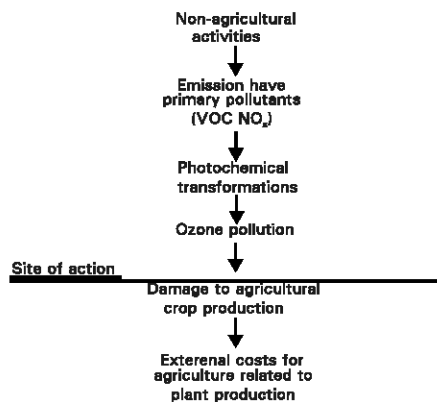 Non-agricultural
activities
Emission have
primary pollutants
(VOC NOx)
Photochemical
transformations
Ozone pollution
Site of action
Damage to agricultural
crop production
Exterenal costs for
agriculture related to
plant production